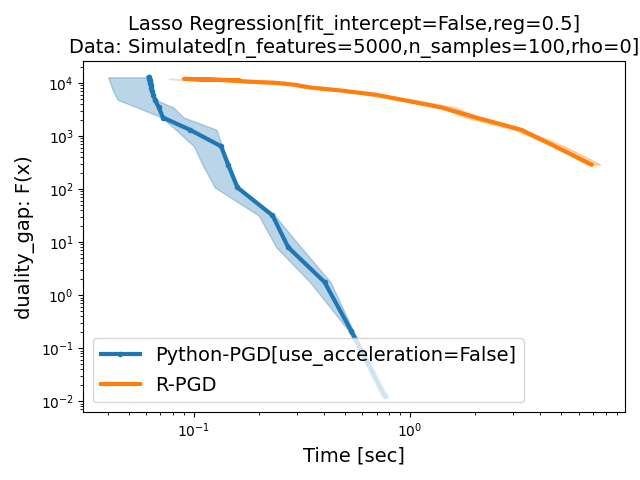 Lasso Regression[fit_intercept=False,reg=0.5]
Data: Simulated[n_features=5000,n_samples=100,rho=0]
duality_gap: F(x)
10⁴
10³
10²
10¹
10⁰
10⁻¹
10⁻²
Python-PGD[use_acceleration=False]
R-PGD
10⁻¹
10⁰
Time [sec]